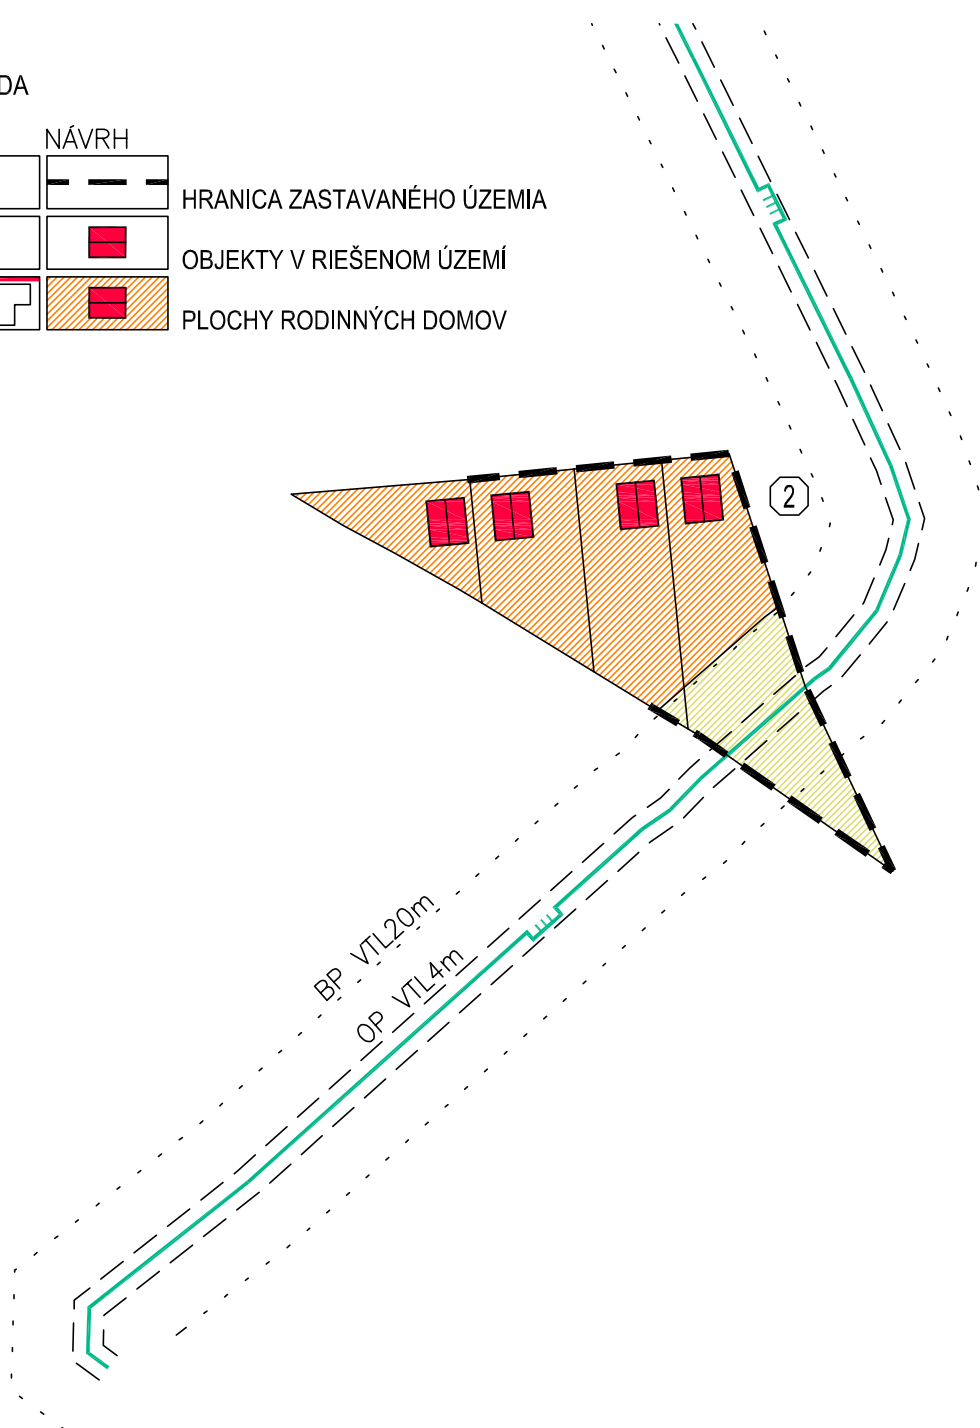 DA
NÁVRH
HRANICA ZASTAVANÉHO ÚZEMIA
OBJEKTY V RIEŠENOM ÚZEMÍ
PLOCHY RODINNÝCH DOMOV
2
BP VTL20m
OP VTL4m